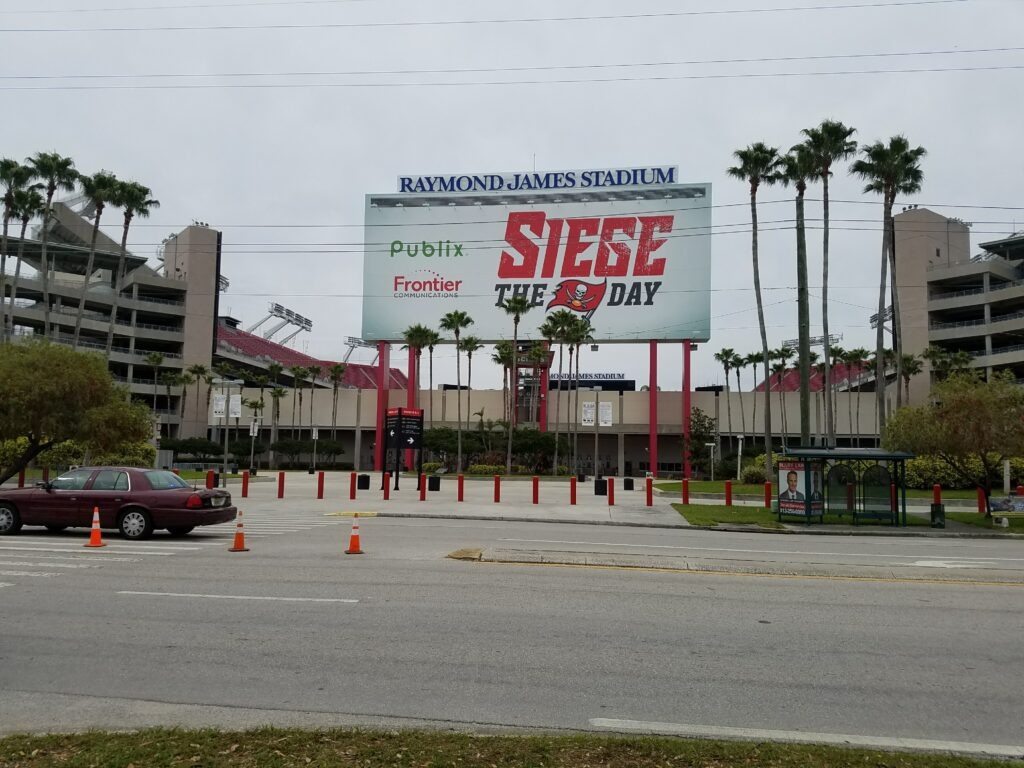 RAYMOND JAMES STADIUM
Publix
SIEGE
Frontier
COMMUNICATIONS
THE DAY
RAYMOND JAMES STADIUM